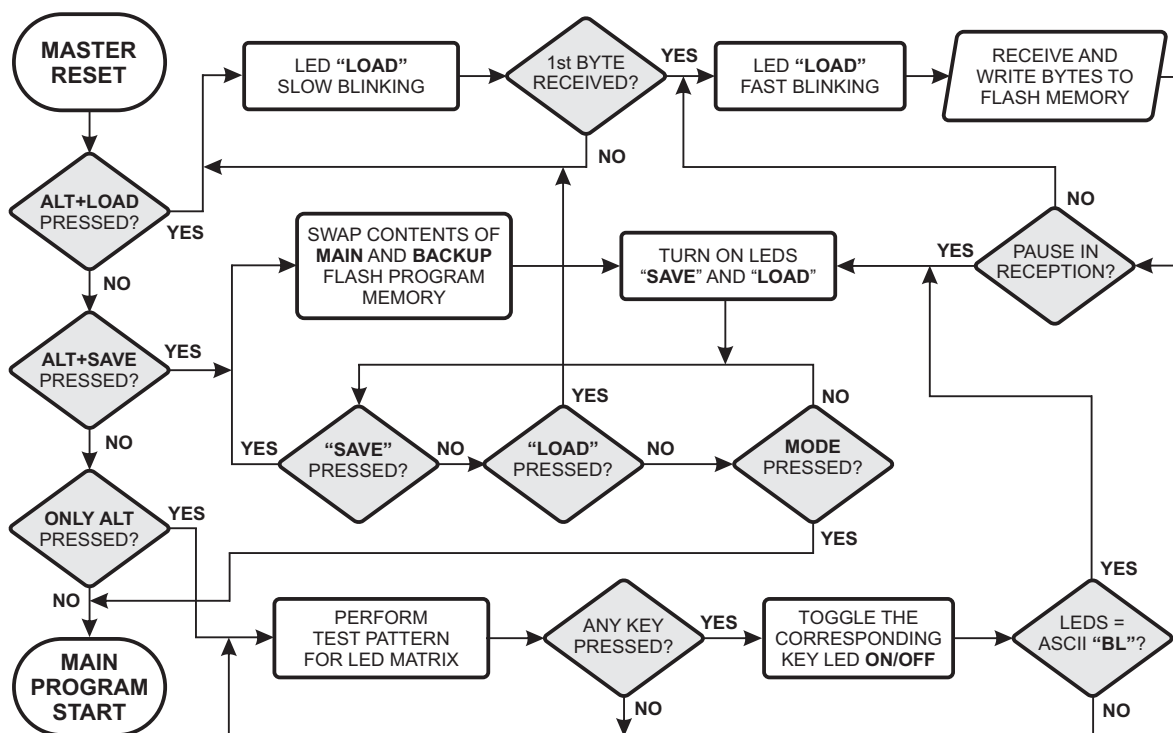 MASTER
RESET
LED “LOAD”
SLOW BLINKING
1st BYTE
RECEIVED?
YES
LED “LOAD”
FAST BLINKING
RECEIVE AND
WRITE BYTES TO
FLASH MEMORY
NO
ALT+LOAD
PRESSED?
YES
NO
SWAP CONTENTS OF
MAIN AND BACKUP
FLASH PROGRAM
MEMORY
TURN ON LEDS
“SAVE” AND “LOAD”
YES
PAUSE IN
RECEPTION?
NO
ALT+SAVE
PRESSED?
YES
NO
YES
“SAVE”
PRESSED?
NO
YES
“LOAD”
PRESSED?
NO
NO
MODE
PRESSED?
YES
ONLY ALT
PRESSED?
YES
NO
PERFORM
TEST PATTERN
FOR LED MATRIX
ANY KEY
PRESSED?
YES
NO
TOGGLE THE
CORRESPONDING
KEY LED ON/OFF
YES
LEDS =
ASCII “BL”?
NO
MAIN
PROGRAM
START